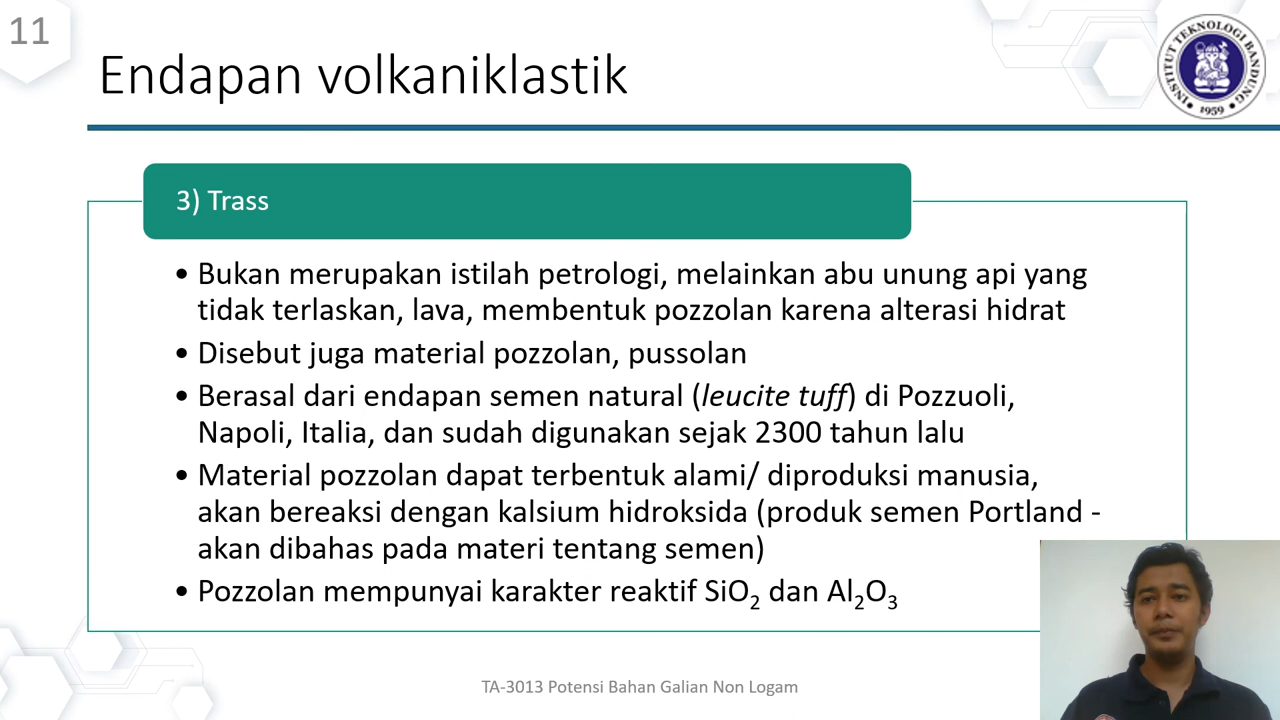 11
Endapan volkaniklastik
INSTITUT TEKNOLOGI BANDUNG
1959
3) Trass
• Bukan merupakan istilah petrologi, melainkan abu unung api yang
tidak terlaskan, lava, membentuk pozzolan karena alterasi hidrat
• Disebut juga material pozzolan, pussolan
• Berasal dari endapan semen natural (leucite tuff) di Pozzuoli,
Napoli, Italia, dan sudah digunakan sejak 2300 tahun lalu
• Material pozzolan dapat terbentuk alami/ diproduksi manusia,
akan bereaksi dengan kalsium hidroksida (produk semen Portland -
akan dibahas pada materi tentang semen)
• Pozzolan mempunyai karakter reaktif SiO₂ dan Al₂O₃
TA-3013 Potensi Bahan Galian Non Logam